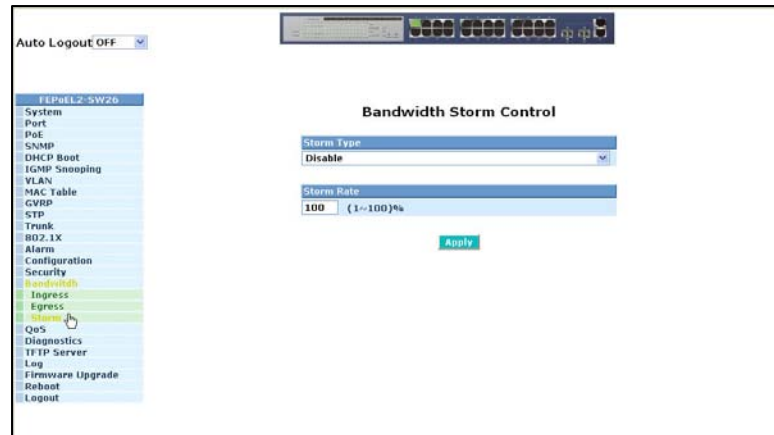 Auto Logout OFF
FEPoEL2-SW26
System
Port
PoE
SNMP
DHCP Boot
IGMP Snooping
VLAN
MAC Table
GVRP
STP
Trunk
802.1X
Alarm
Configuration
Security
Bandwitdh
Ingress
Egress
Storm
QoS
Diagnostics
TFTP Server
Log
Firmware Upgrade
Reboot
Logout
Bandwidth Storm Control
Storm Type
Disable
Storm Rate
100 (1~100)%
Apply